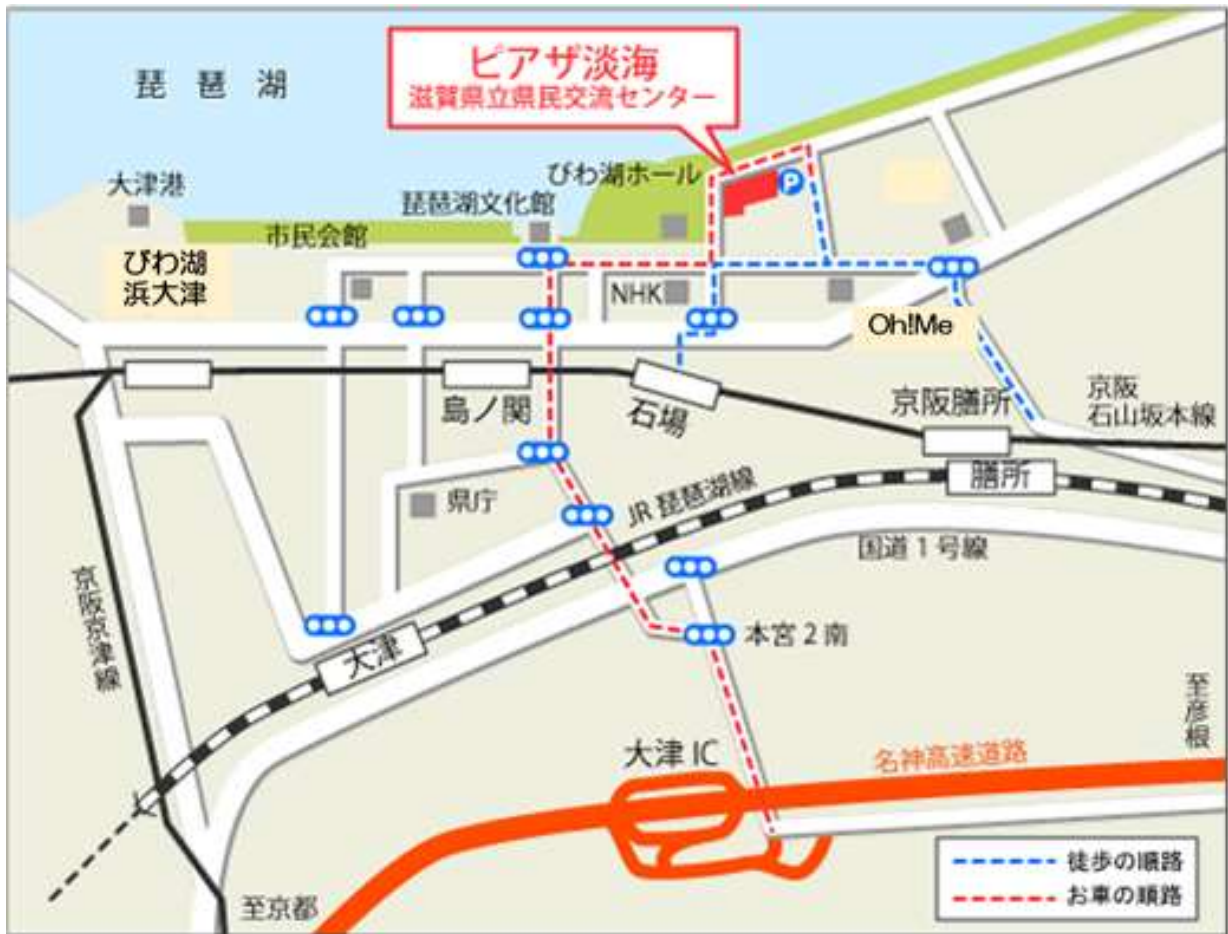 ピアザ淡海
滋賀県立県民交流センター
琵琶湖
大津港
琵琶湖文化館
びわ湖ホール
P
市民会館
びわ湖
浜大津
NHK
Oh!Me
島ノ関
石場
京阪膳所
京阪
石山坂本線
膳所
県庁
JR 琵琶湖線
国道1号線
京阪京津線
大津
本宮2南
至彦根
大津 IC
名神高速道路
至京都
徒歩の順路
お車の順路